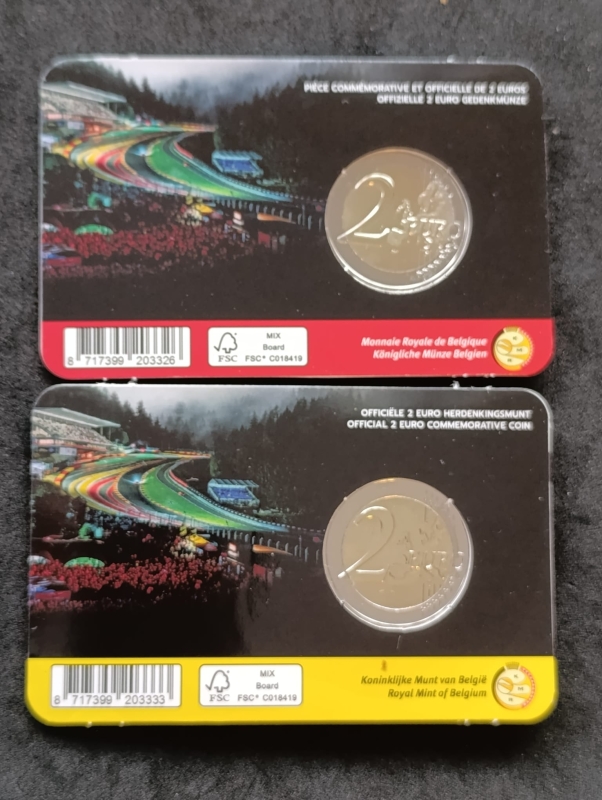 PIÈCE COMMÉMORATIVE ET OFFICIELLE DE 2 EUROS
OFFIZIELLE 2 EURO GEDENKMÜNZE
2 EURO
8 717399 203326
FSC
MIX
Board
FSC® C018419
Monnaie Royale de Belgique
Königliche Münze Belgien
OFFICIËLE 2 EURO HERDENKINGSMUNT
OFFICIAL 2 EURO COMMEMORATIVE COIN
2 EURO
8 717399 203333
FSC
MIX
Board
FSC® C018419
Koninklijke Munt van België
Royal Mint of Belgium